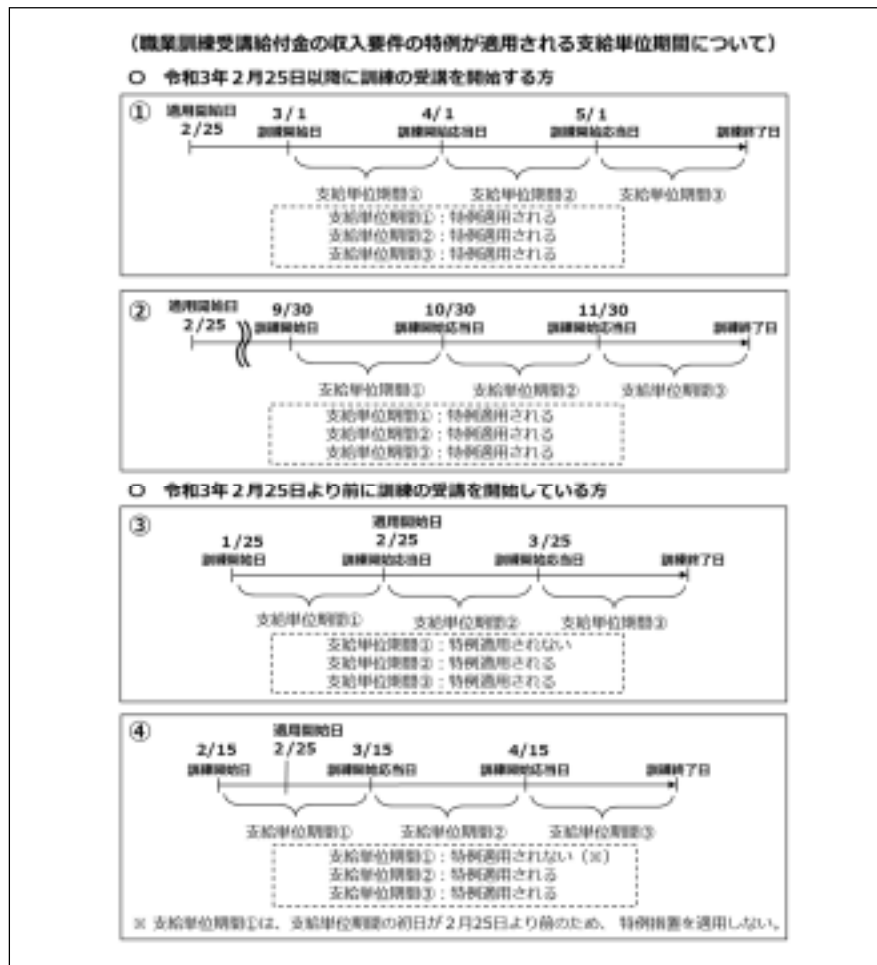 （職業訓練受講給付金の収入要件の特例が適用される支給単位期間について）
○ 令和3年２月25日以降に訓練の受講を開始する方
①
適用開始日
2/25
3/1
訓練開始日
4/1
訓練開始応当日
5/1
訓練開始応当日
訓練終了日
支給単位期間① 支給単位期間② 支給単位期間③
支給単位期間①：特例適用される
支給単位期間②：特例適用される
支給単位期間③：特例適用される
②
適用開始日
2/25
9/30
訓練開始日
10/30
訓練開始応当日
11/30
訓練開始応当日
訓練終了日
支給単位期間① 支給単位期間② 支給単位期間③
支給単位期間①：特例適用される
支給単位期間②：特例適用される
支給単位期間③：特例適用される
○ 令和3年２月25日より前に訓練の受講を開始している方
③
1/25
訓練開始日
適用開始日
2/25
訓練開始応当日
3/25
訓練開始応当日
訓練終了日
支給単位期間① 支給単位期間② 支給単位期間③
支給単位期間①：特例適用されない
支給単位期間②：特例適用される
支給単位期間③：特例適用される
④
2/15
訓練開始日
適用開始日
2/25
3/15
訓練開始応当日
4/15
訓練開始応当日
訓練終了日
支給単位期間① 支給単位期間② 支給単位期間③
支給単位期間①：特例適用されない（※）
支給単位期間②：特例適用される
支給単位期間③：特例適用される
※ 支給単位期間①は、支給単位期間の初日が２月25日より前のため、特例措置を適用しない。